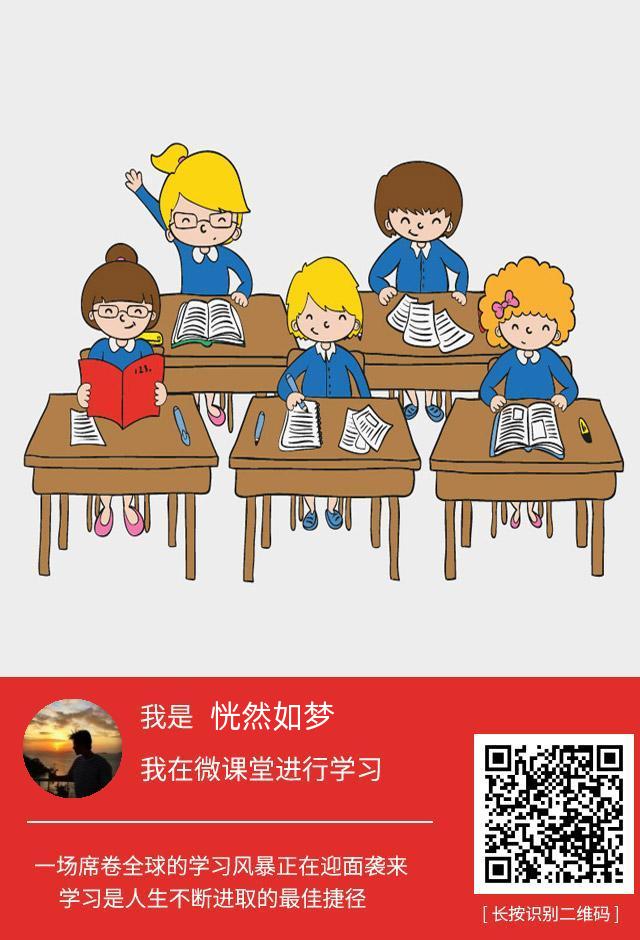 123,
我是 恍然如梦
我在微课堂进行学习
一场席卷全球的学习风暴正在迎面袭来
学习是人生不断进取的最佳捷径
[ 长按识别二维码 ]